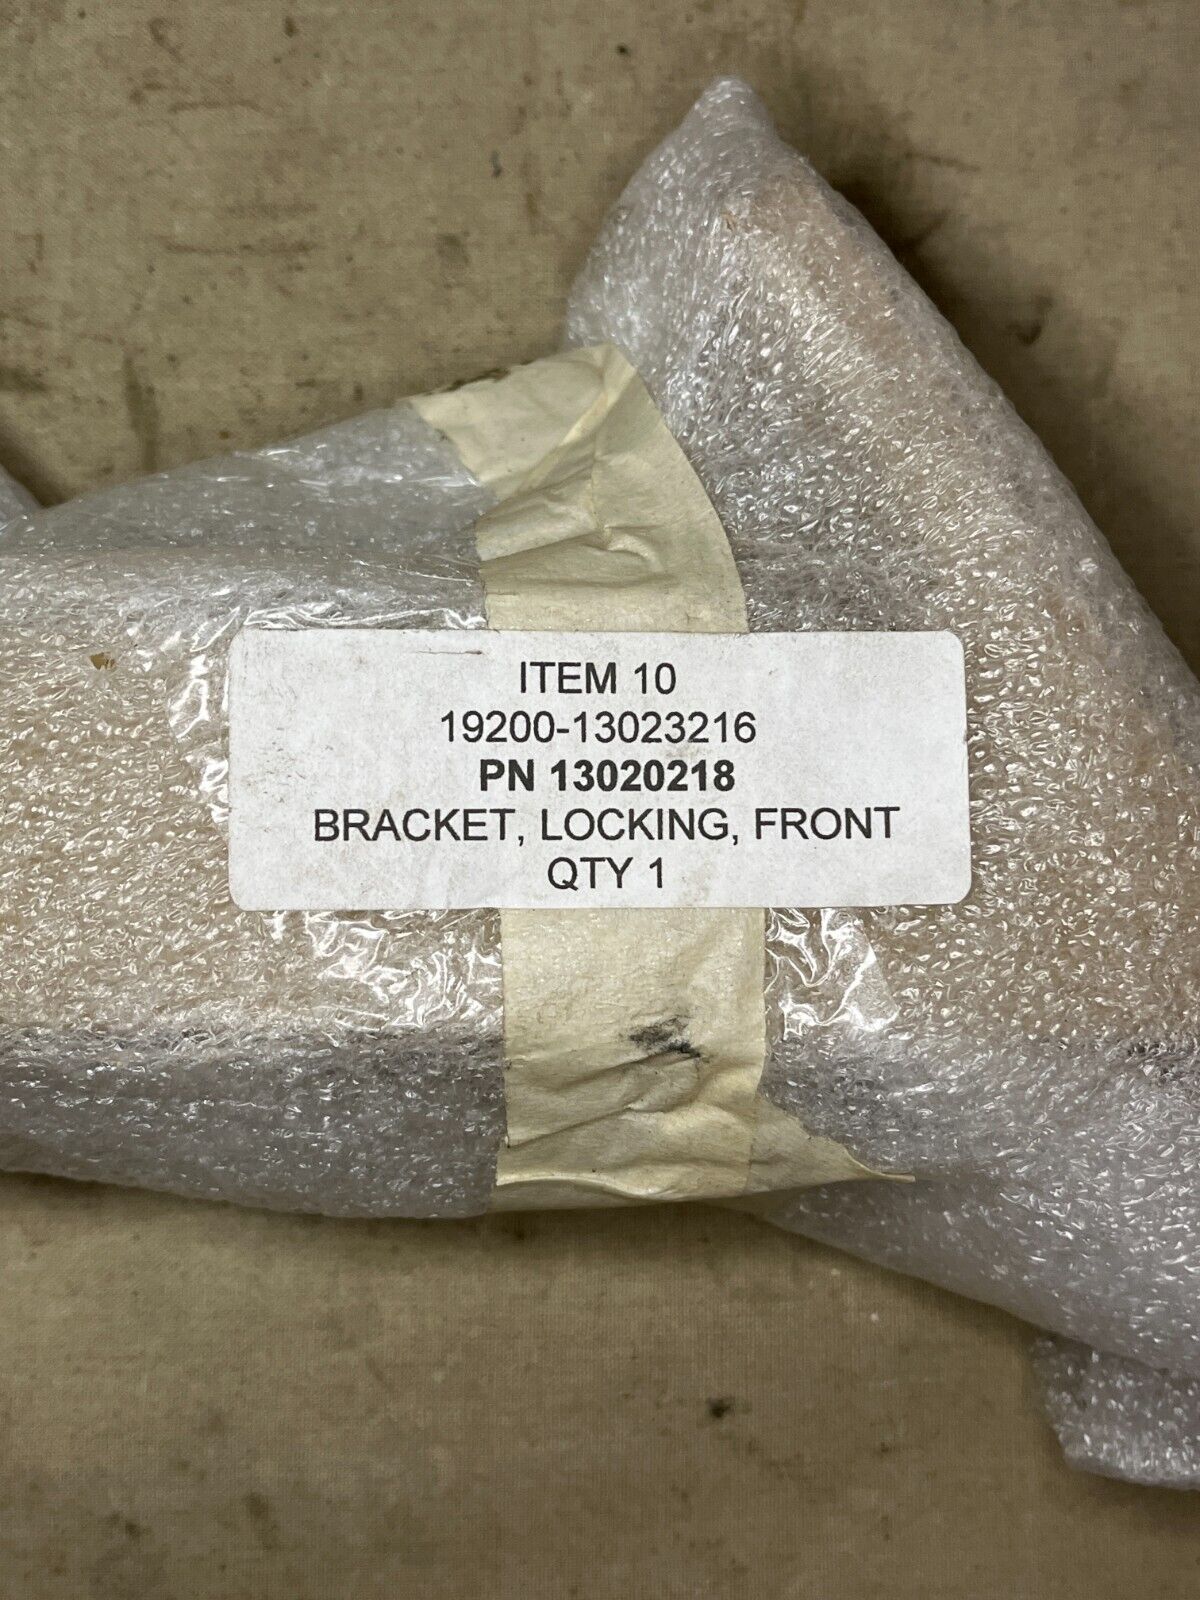 ITEM 10
19200-13023216
PN 13020218
BRACKET, LOCKING, FRONT
QTY 1